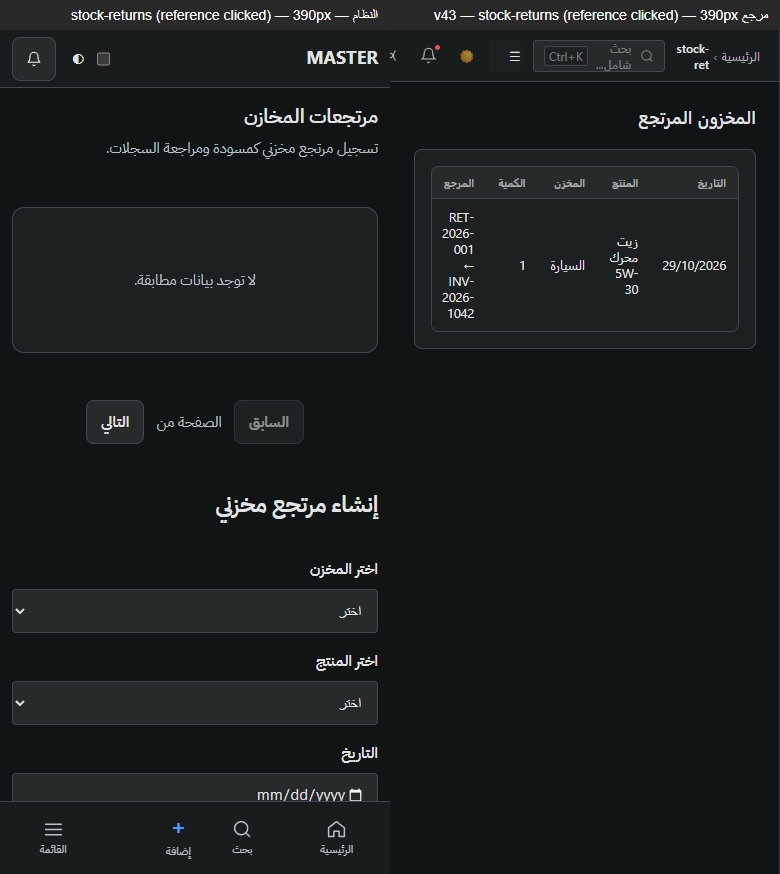 مرجع v43 — stock-returns (reference clicked) — 390px
الرئيسية › stock-ret
بحث شامل...
Ctrl+K
المخزون المرتجع
التاريخ المنتج المخزن الكمية المرجع
29/10/2026 زيت محرك 5W-30 السيارة 1 RET-2026-001 ← INV-2026-1042
النظام — stock-returns (reference clicked) — 390px
MASTER
مرتجعات المخازن
تسجيل مرتجع مخزني كمسودة ومراجعة السجلات.
لا توجد بيانات مطابقة.
السابق الصفحة من التالي
إنشاء مرتجع مخزني
اختر المخزن
اختر
اختر المنتج
اختر
التاريخ
mm/dd/yyyy
الرئيسية بحث إضافة القائمة